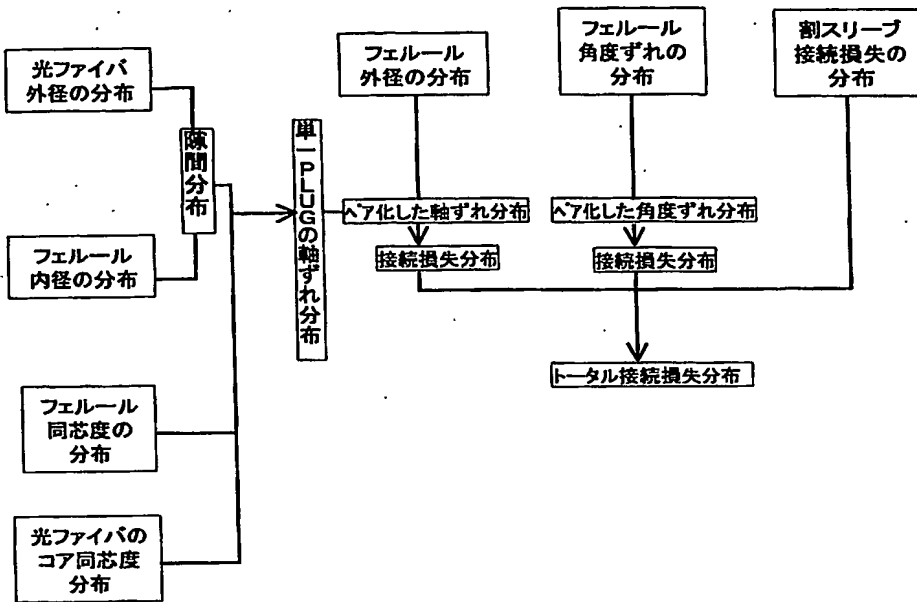 光ファイバ
外径の分布
隙間分布
フェルール
内径の分布
フェルール
同芯度の
分布
光ファイバの
コア同芯度
分布
単一PLUGの軸ずれ分布
フェルール
外径の分布
ペア化した軸ずれ分布
接続損失分布
フェルール
角度ずれの
分布
ペア化した角度ずれ分布
接続損失分布
割スリーブ
接続損失の
分布
トータル接続損失分布